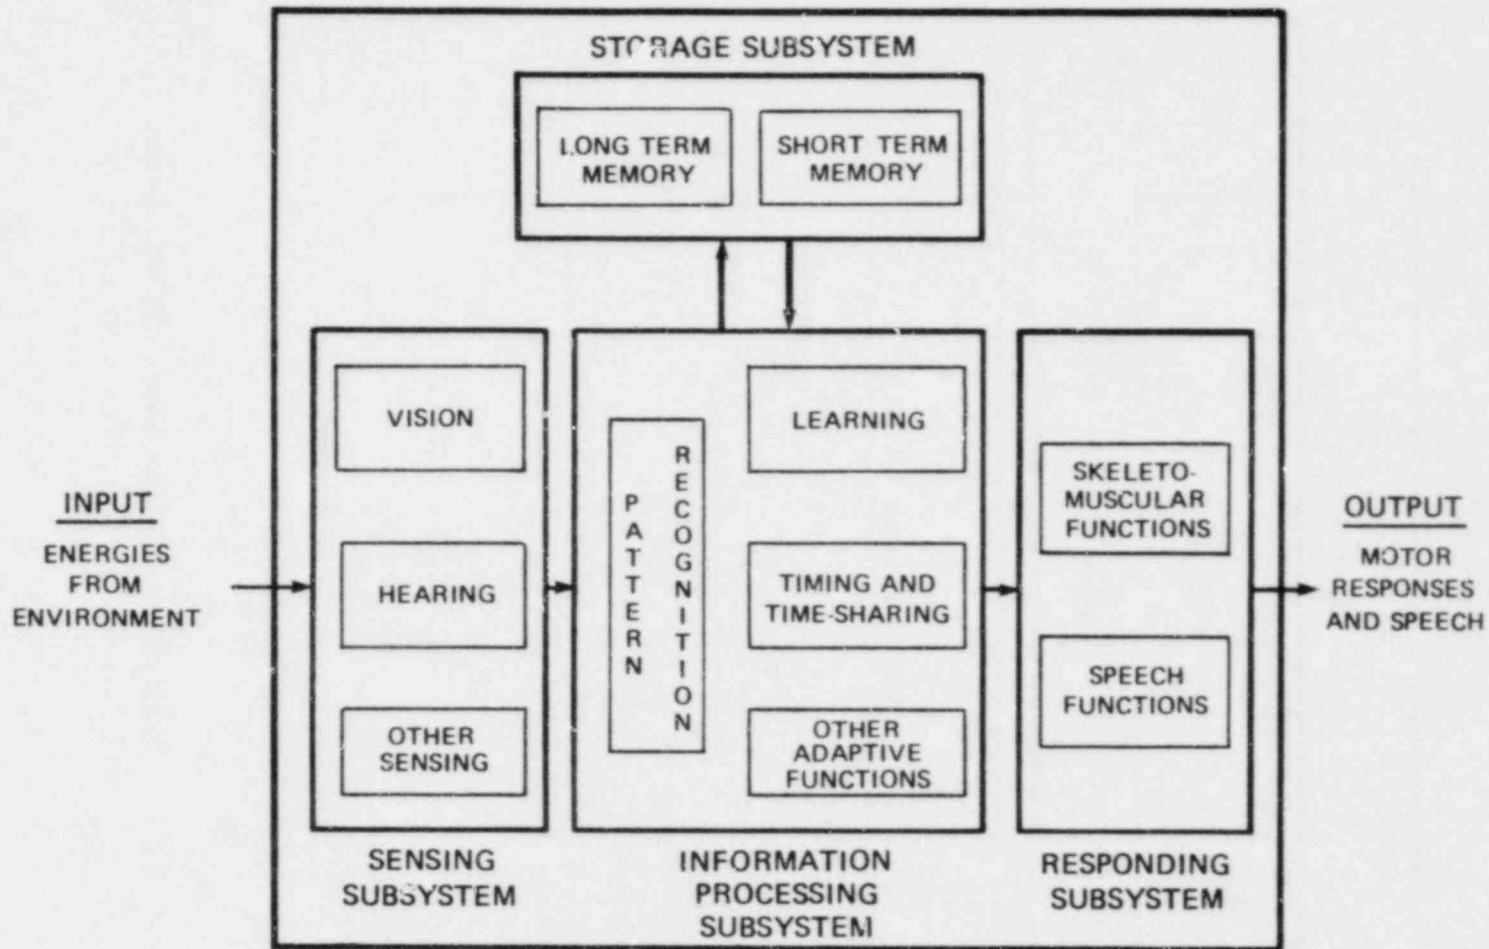 STORAGE SUBSYSTEM
LONG TERM
MEMORY
SHORT TERM
MEMORY
INPUT
ENERGIES
FROM
ENVIRONMENT
VISION
HEARING
OTHER
SENSING
SENSING
SUBSYSTEM
PATTERN
RECOGNITION
LEARNING
TIMING AND
TIME-SHARING
OTHER
ADAPTIVE
FUNCTIONS
INFORMATION
PROCESSING
SUBSYSTEM
SKELETO-
MUSCULAR
FUNCTIONS
SPEECH
FUNCTIONS
RESPONDING
SUBSYSTEM
OUTPUT
MOTOR
RESPONSES
AND SPEECH